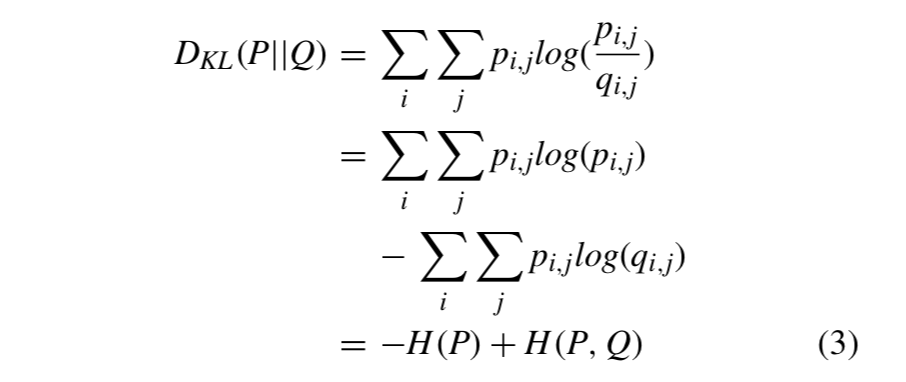 D_{KL}(P||Q) = \sum_i \sum_j p_{i,j} log(\frac{p_{i,j}}{q_{i,j}})
= \sum_i \sum_j p_{i,j} log(p_{i,j})
- \sum_i \sum_j p_{i,j} log(q_{i,j})
= -H(P) + H(P, Q) (3)